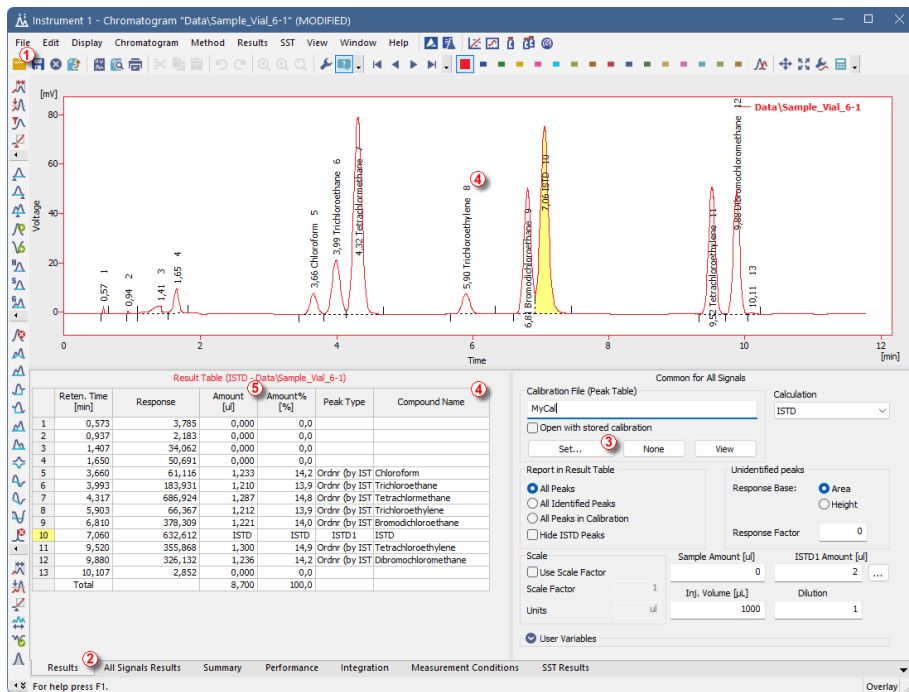 Instrument 1 - Chromatogram "Data\Sample_Vial_6-1" (MODIFIED)
File Edit Display Chromatogram Method Results SST View Window Help
1
[mV]
80
60
40
20
0
Voltage
Data\Sample_Vial_6-1
0,57 1
0,94 2
1,41 3
1,65 4
3,66 Chloroform 5
3,99 Trichloroethane 6
4,32 Tetrachlormethane 7
5,90 Trichloroethylene 8
4
6,81 Bromodichloroethane 9
7,06 ISTD 10
9,52 Tetrachloroethylene 11
9,88 Dibromochloromethane 12
10,11 13
0 2 4 6 8 10 12
Time
[min]
Result Table (ISTD - Data\Sample_Vial_6-1)
5
4
Reten. Time [min] Response Amount [ul] Amount% [%] Peak Type Compound Name
1 0,573 3,785 0,000 0,0
2 0,937 2,183 0,000 0,0
3 1,407 34,062 0,000 0,0
4 1,650 50,691 0,000 0,0
5 3,660 61,116 1,233 14,2 Ordnr (by IST Chloroform
6 3,993 183,931 1,210 13,9 Ordnr (by IST Trichloroethane
7 4,317 686,924 1,287 14,8 Ordnr (by IST Tetrachlormethane
8 5,903 66,367 1,212 13,9 Ordnr (by IST Trichloroethylene
9 6,810 378,309 1,221 14,0 Ordnr (by IST Bromodichloroethane
10 7,060 632,612 ISTD ISTD ISTD1 ISTD
11 9,520 355,868 1,300 14,9 Ordnr (by IST Tetrachloroethylene
12 9,880 326,132 1,236 14,2 Ordnr (by IST Dibromochloromethane
13 10,107 2,852 0,000 0,0
Total 8,700 100,0
Common for All Signals
Calibration File (Peak Table)
MyCal
Calculation
ISTD
Open with stored calibration
Set... 3 None View
Report in Result Table
All Peaks
All Identified Peaks
All Peaks in Calibration
Hide ISTD Peaks
Unidentified peaks
Response Base: Area
Height
Response Factor 0
Scale
Use Scale Factor
Scale Factor 1
Units ul
Sample Amount [ul]
0
ISTD1 Amount [ul]
2 ...
Inj. Volume [µL]
1000
Dilution
1
User Variables
Results 2 All Signals Results Summary Performance Integration Measurement Conditions SST Results
For help press F1.
Overlay